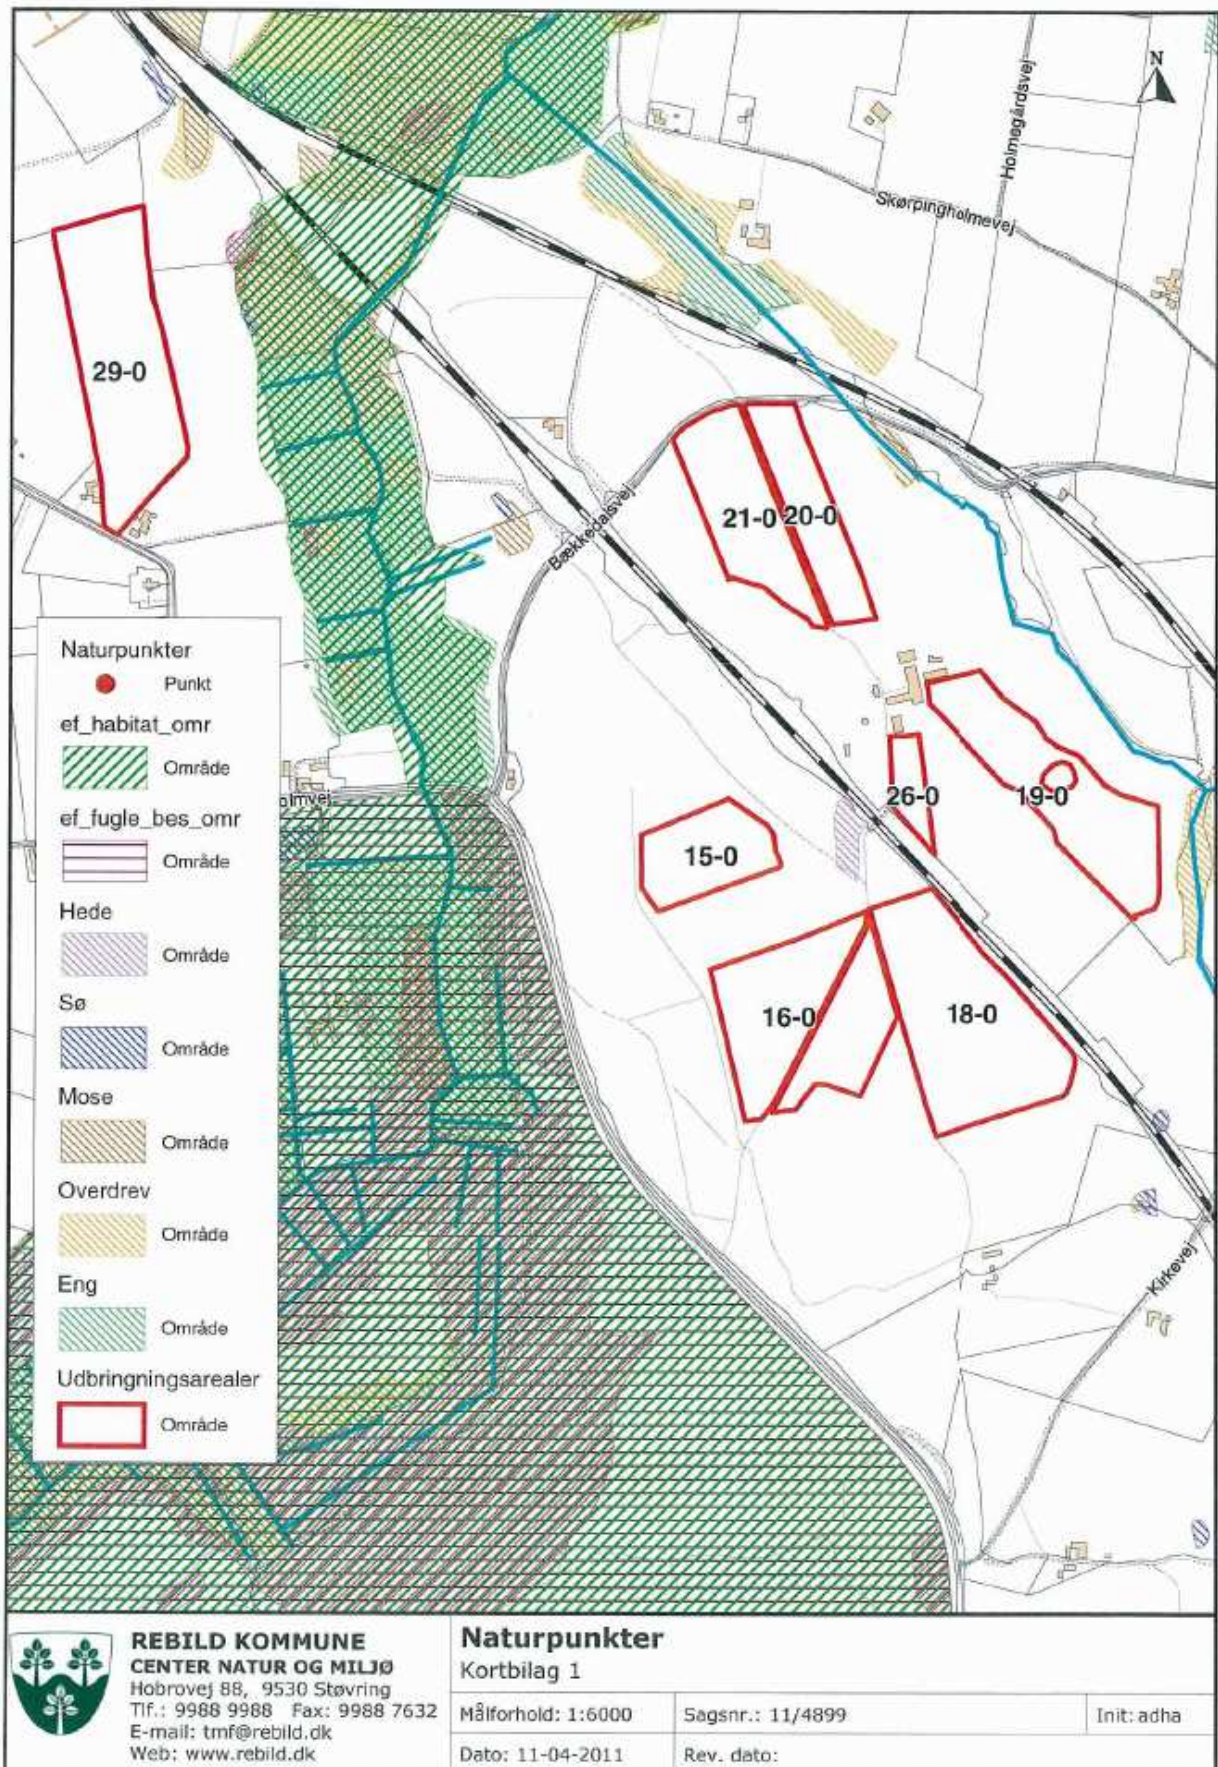 N
Holmegårdsvej
Skørpingholmevej
29-0
21-0 20-0
Bækkedalsvej
26-0
19-0
15-0
16-0
18-0
Kirkevej
olmvej
Naturpunkter
Punkt
ef_habitat_omr
Område
ef_fugle_bes_omr
Område
Hede
Område
Sø
Område
Mose
Område
Overdrev
Område
Eng
Område
Udbringningsarealer
Område
REBILD KOMMUNE
CENTER NATUR OG MILJØ
Hobrovej 88, 9530 Støvring
Tlf.: 9988 9988 Fax: 9988 7632
E-mail: tmf@rebild.dk
Web: www.rebild.dk
Naturpunkter
Kortbilag 1
Målforhold: 1:6000
Sagsnr.: 11/4899
Init: adha
Dato: 11-04-2011
Rev. dato: